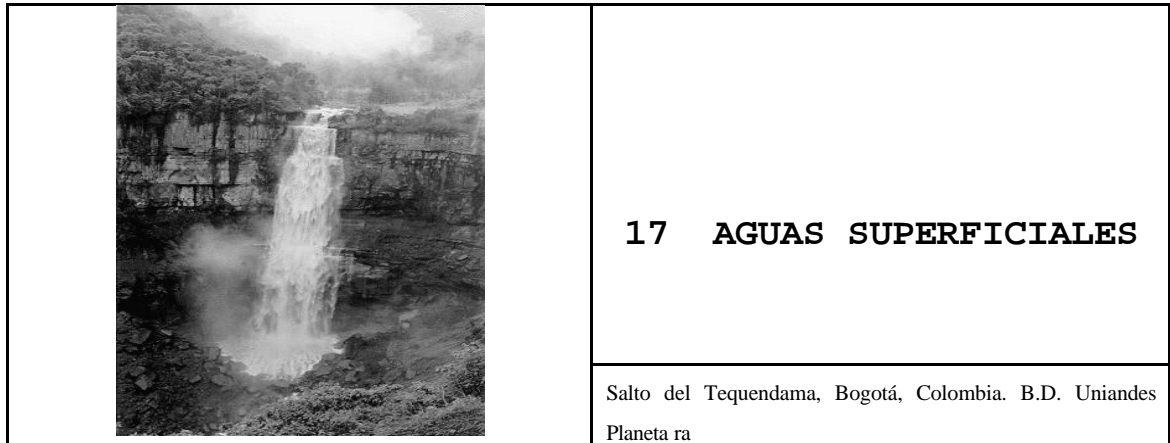 17 AGUAS SUPERFICIALES
Salto del Tequendama, Bogotá, Colombia. B.D. Uniandes
Planeta ra